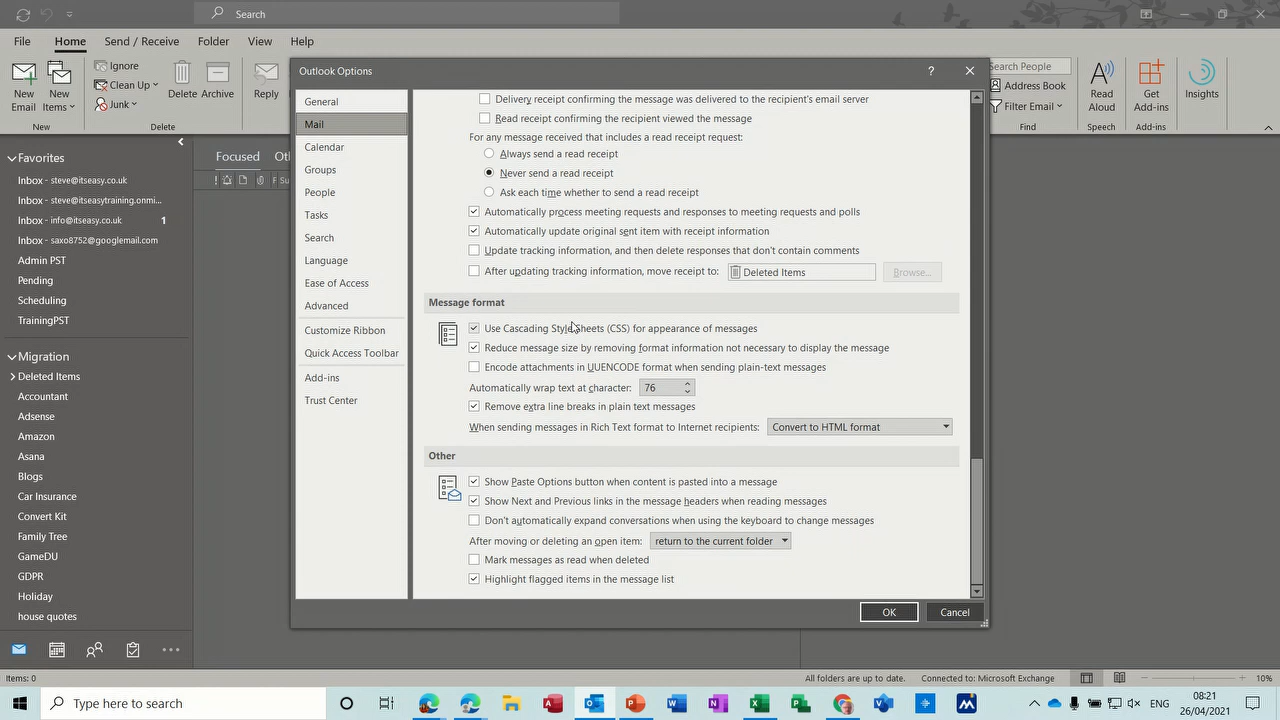 Search
File Home Send / Receive Folder View Help
New Email
New Items
Ignore
Clean Up
Junk
Delete
Archive
Reply
Search People
Address Book
Filter Email
Read Aloud
Get Add-ins
Insights
New
Delete
Find
Speech
Add-ins
Favorites
Inbox - steve@itseasy.co.uk
Inbox - steve@itseasytraining.onmi...
Inbox - info@itseasy.co.uk 1
Inbox - saxo8752@googlemail.com
Admin PST
Pending
Scheduling
TrainingPST
Migration
Deleted Items
Account
Adsense
Amazon
Asana
Blogs
Car Insurance
Convert Kit
Family Tree
GameDU
GDPR
Holiday
house quotes
Focused
Outlook Options
?
General
Mail
Calendar
Groups
People
Tasks
Search
Language
Ease of Access
Advanced
Customize Ribbon
Quick Access Toolbar
Add-ins
Trust Center
Delivery receipt confirming the message was delivered to the recipient's email server
Read receipt confirming the recipient viewed the message
For any message received that includes a read receipt request:
Always send a read receipt
Never send a read receipt
Ask each time whether to send a read receipt
Automatically process meeting requests and responses to meeting requests and polls
Automatically update original sent item with receipt information
Update tracking information, and then delete responses that don't contain comments
After updating tracking information, move receipt to: Deleted Items Browse...
Message format
Use Cascading Style Sheets (CSS) for appearance of messages
Reduce message size by removing format information not necessary to display the message
Encode attachments in UUENCODE format when sending plain-text messages
Automatically wrap text at character: 76
Remove extra line breaks in plain text messages
When sending messages in Rich Text format to Internet recipients: Convert to HTML format
Other
Show Paste Options button when content is pasted into a message
Show Next and Previous links in the message headers when reading messages
Don't automatically expand conversations when using the keyboard to change messages
After moving or deleting an open item: return to the current folder
Mark messages as read when deleted
Highlight flagged items in the message list
OK Cancel
Items: 0
All folders are up to date. Connected to: Microsoft Exchange
10%
Type here to search
ENG
08:21
26/04/2021